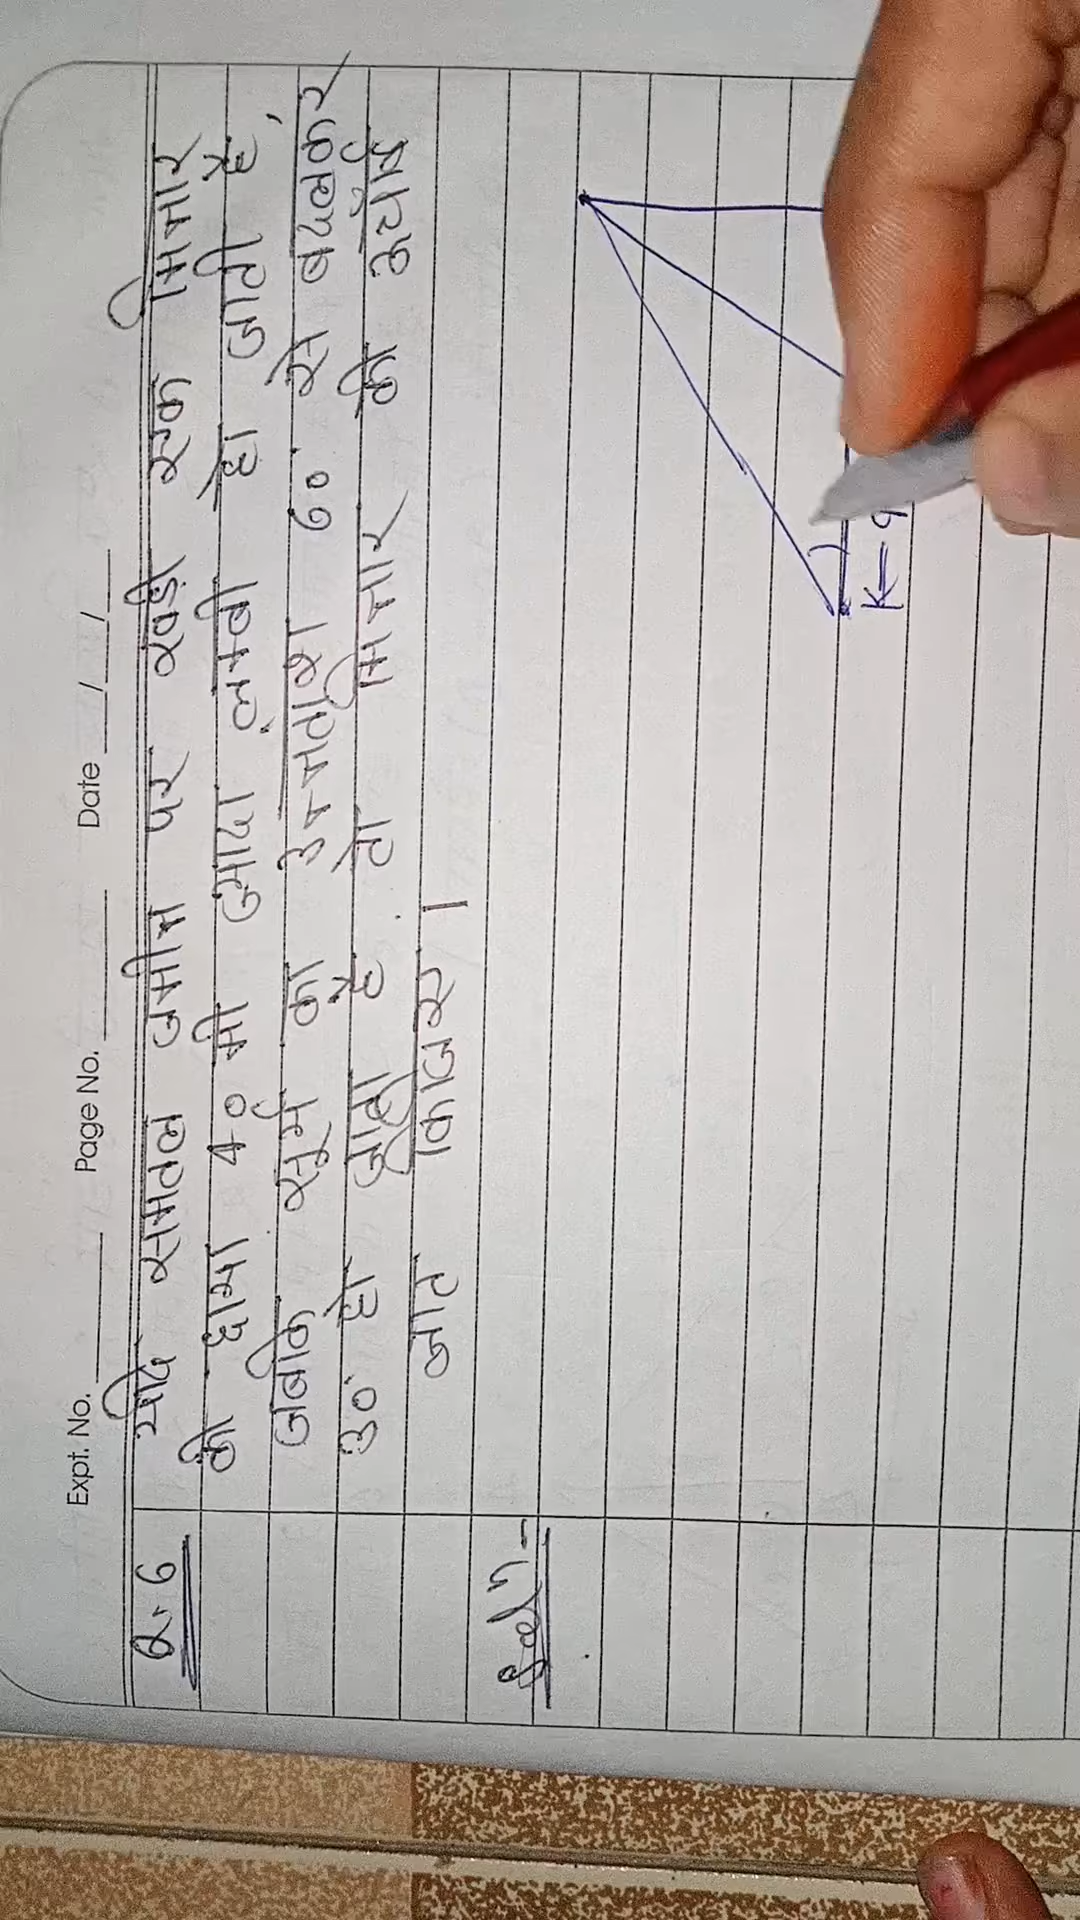 Expt. No. Page No. Date
Q.6 यदि समतल जमीन पर खड़ी एक मिनार
की छाया 40 मी ज्यादा लम्बी हो जाती है,
जबकि सुर्य का उन्नतांश 60° से बदलकर
30° हो जाता है तो मिनार की ऊँचाई
ज्ञात किजिए।
Soln -